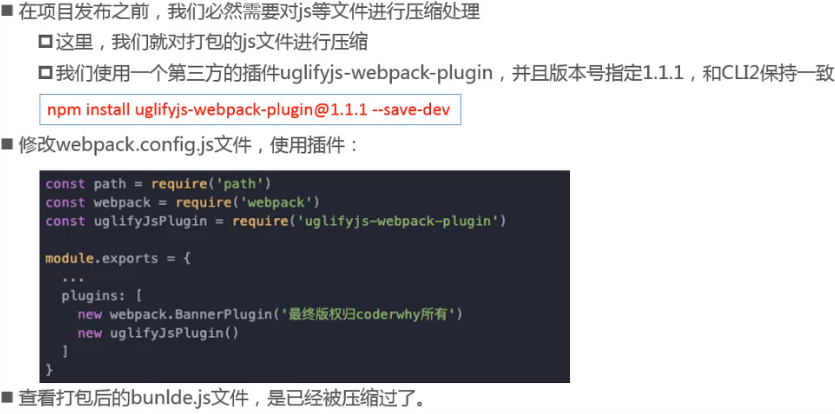 在项目发布之前，我们必然需要对js等文件进行压缩处理
这里，我们就对打包的js文件进行压缩
我们使用一个第三方的插件uglifyjs-webpack-plugin，并且版本号指定1.1.1，和CLI2保持一致
npm install uglifyjs-webpack-plugin@1.1.1 --save-dev
修改webpack.config.js文件，使用插件：
const path = require('path')
const webpack = require('webpack')
const uglifyJsPlugin = require('uglifyjs-webpack-plugin')
module.exports = {
...
plugins: [
new webpack.BannerPlugin('最终版权归coderwhy所有')
new uglifyJsPlugin()
]
}
查看打包后的bunlde.js文件，是已经被压缩过了。